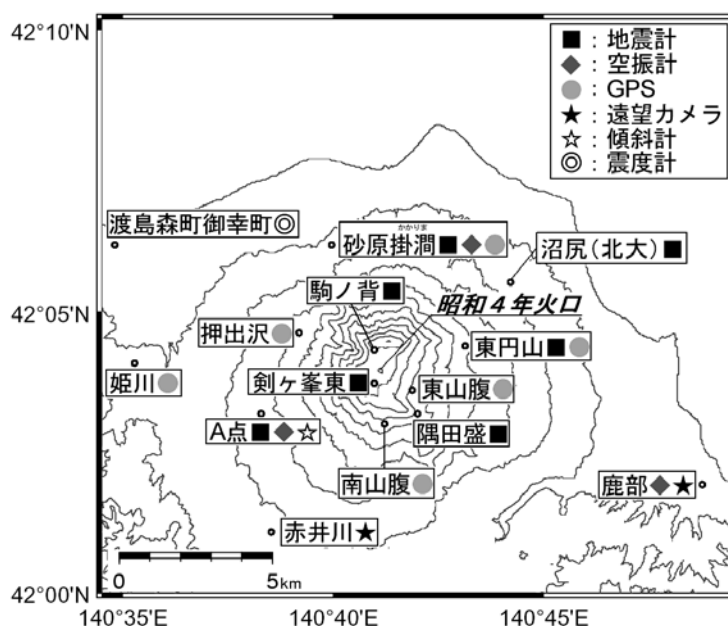 42°10'N
■：地震計
◆：空振計
●：GPS
★：遠望カメラ
☆：傾斜計
◎：震度計
渡島森町御幸町◎
かかりま
砂原掛澗■◆●
沼尻(北大)■
駒ノ背■
昭和４年火口
42°05'N
押出沢●
東円山■●
姫川●
剣ヶ峯東■
東山腹●
A点■◆☆
隅田盛■
南山腹●
鹿部◆★
赤井川★
0
5km
42°00'N
140°35'E
140°40'E
140°45'E